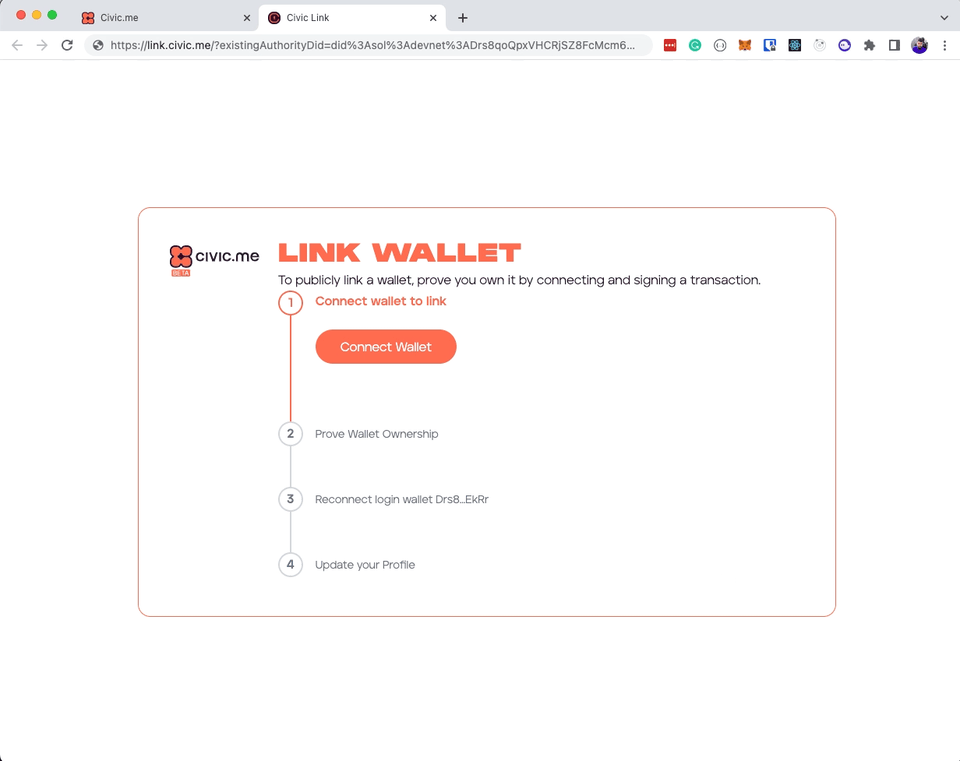 Civic.me
Civic Link
https://link.civic.me/?existingAuthorityDid=did%3Asol%3Adevnet%3ADrs8qoQpxVHCRjSZ8FcMcm6...
civic.me
BETA
LINK WALLET
To publicly link a wallet, prove you own it by connecting and signing a transaction.
1
Connect wallet to link
Connect Wallet
2
Prove Wallet Ownership
3
Reconnect login wallet Drs8...EkRr
4
Update your Profile